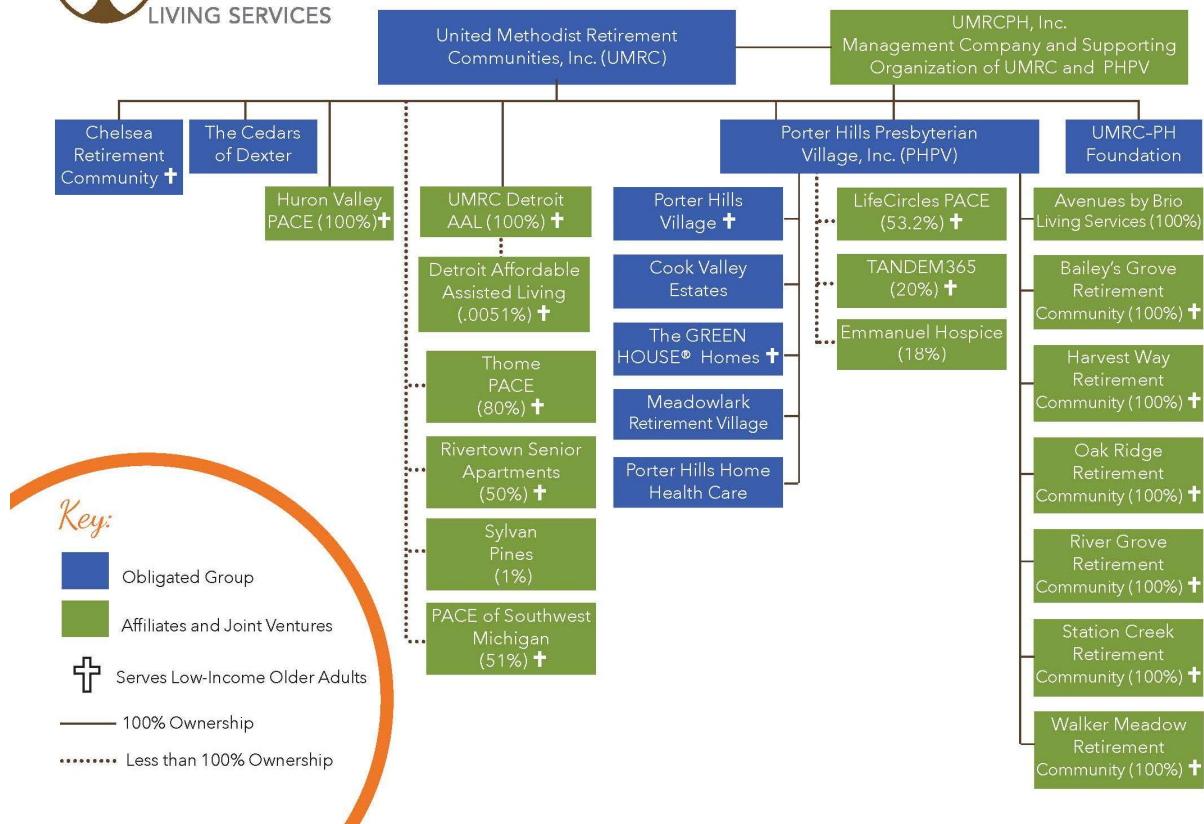 LIVING SERVICES
United Methodist Retirement
Communities, Inc. (UMRC)
UMRCPH, Inc.
Management Company and Supporting
Organization of UMRC and PHPV
Chelsea
Retirement
Community ✝
The Cedars
of Dexter
Huron Valley
PACE (100%) ✝
UMRC Detroit
AAL (100%) ✝
Detroit Affordable
Assisted Living
(.0051%) ✝
Thome
PACE
(80%) ✝
Rivertown Senior
Apartments
(50%) ✝
Sylvan
Pines
(1%)
PACE of Southwest
Michigan
(51%) ✝
Porter Hills Presbyterian
Village, Inc. (PHPV)
Porter Hills
Village ✝
Cook Valley
Estates
The GREEN
HOUSE® Homes ✝
Meadowlark
Retirement Village
Porter Hills Home
Health Care
LifeCircles PACE
(53.2%) ✝
TANDEM365
(20%) ✝
Emmanuel Hospice
(18%)
UMRC-PH
Foundation
Avenues by Brio
Living Services (100%)
Bailey's Grove
Retirement
Community (100%) ✝
Harvest Way
Retirement
Community (100%) ✝
Oak Ridge
Retirement
Community (100%) ✝
River Grove
Retirement
Community (100%) ✝
Station Creek
Retirement
Community (100%) ✝
Walker Meadow
Retirement
Community (100%) ✝
Key:
Obligated Group
Affiliates and Joint Ventures
Serves Low-Income Older Adults
100% Ownership
Less than 100% Ownership